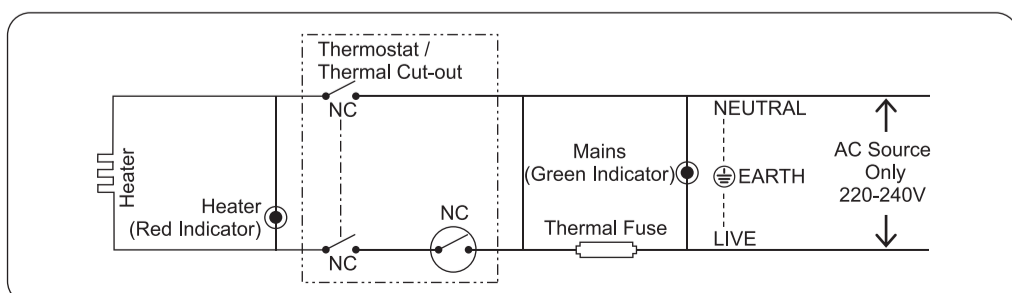 Thermostat /
Thermal Cut-out
NC
NEUTRAL
Heater
Heater
(Red Indicator)
Mains
(Green Indicator)
EARTH
AC Source
Only
220-240V
NC
Thermal Fuse
LIVE
NC